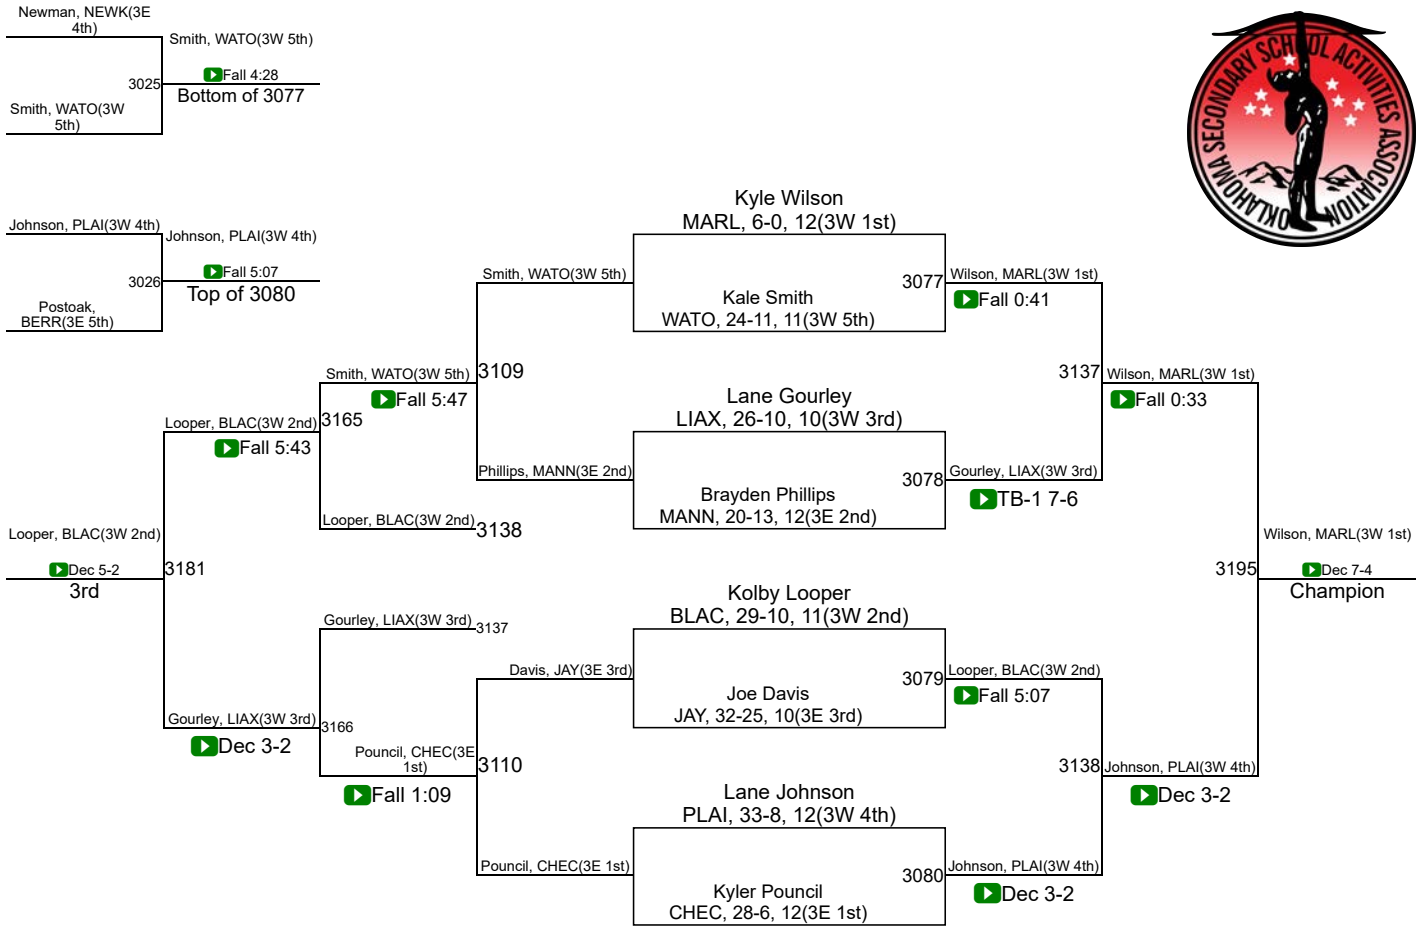 Newman, NEWK(3E
4th)
Smith, WATO(3W 5th)
3025
Fall 4:28
Bottom of 3077
Smith, WATO(3W
5th)
OKLAHOMA SECONDARY SCHOOL ACTIVITIES ASSOCIATION
Johnson, PLAI(3W 4th)
Johnson, PLAI(3W 4th)
3026
Fall 5:07
Top of 3080
Postoak,
BERR(3E 5th)
Kyle Wilson
MARL, 6-0, 12(3W 1st)
Smith, WATO(3W 5th)
3077
Wilson, MARL(3W 1st)
Fall 0:41
Kale Smith
WATO, 24-11, 11(3W 5th)
Smith, WATO(3W 5th)
3109
Fall 5:47
3137
Wilson, MARL(3W 1st)
Fall 0:33
Lane Gourley
LIAX, 26-10, 10(3W 3rd)
Looper, BLAC(3W 2nd)
3165
Fall 5:43
Phillips, MANN(3E 2nd)
3078
Gourley, LIAX(3W 3rd)
TB-1 7-6
Brayden Phillips
MANN, 20-13, 12(3E 2nd)
Looper, BLAC(3W 2nd)
3138
Looper, BLAC(3W 2nd)
3181
Dec 5-2
3rd
3195
Wilson, MARL(3W 1st)
Dec 7-4
Champion
Kolby Looper
BLAC, 29-10, 11(3W 2nd)
Gourley, LIAX(3W 3rd)
3137
Davis, JAY(3E 3rd)
3079
Looper, BLAC(3W 2nd)
Fall 5:07
Joe Davis
JAY, 32-25, 10(3E 3rd)
Gourley, LIAX(3W 3rd)
3166
Dec 3-2
Pouncil, CHEC(3E
1st)
3110
Fall 1:09
3138
Johnson, PLAI(3W 4th)
Dec 3-2
Lane Johnson
PLAI, 33-8, 12(3W 4th)
Pouncil, CHEC(3E 1st)
3080
Johnson, PLAI(3W 4th)
Dec 3-2
Kyler Pouncil
CHEC, 28-6, 12(3E 1st)